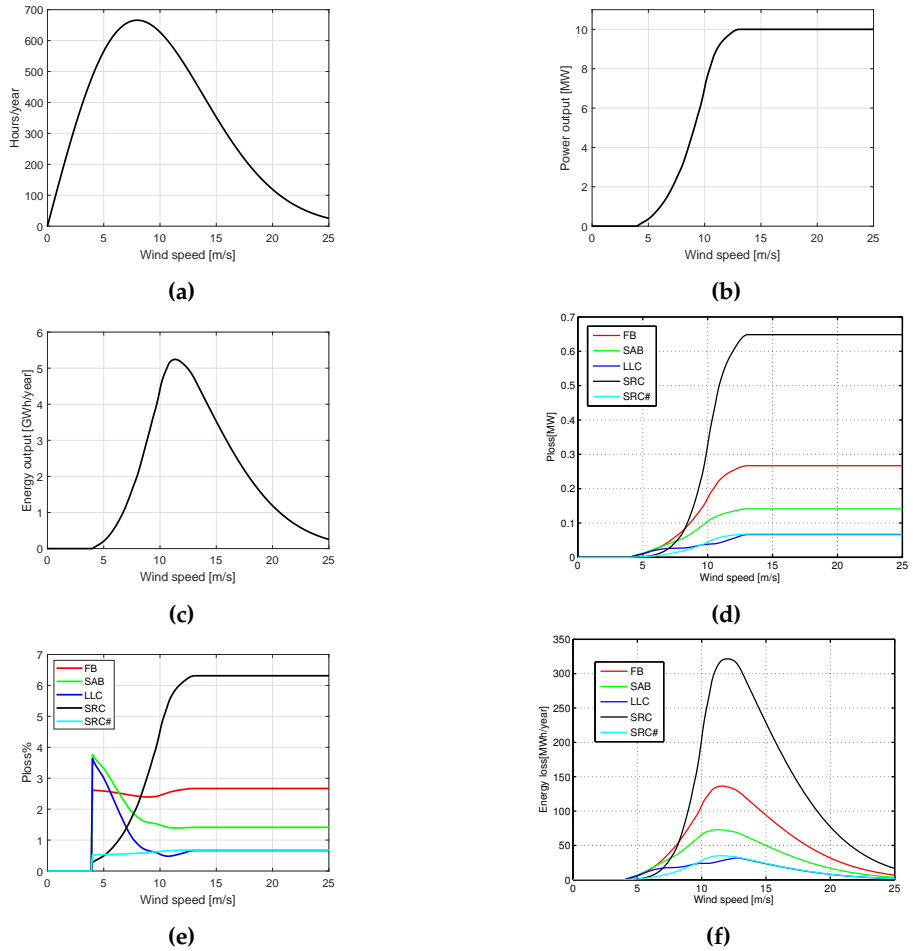 700
600
500
400
300
200
100
0
Hours/year
0 5 10 15 20 25
Wind speed [m/s]
(a)
10
8
6
4
2
0
Power output [MW]
0 5 10 15 20 25
Wind speed [m/s]
(b)
6
5
4
3
2
1
0
Energy output [GWh/year]
0 5 10 15 20 25
Wind speed [m/s]
(c)
0.7
0.6
0.5
0.4
0.3
0.2
0.1
0
Ploss[MW]
FB
SAB
LLC
SRC
SRC#
0 5 10 15 20 25
Wind speed [m/s]
(d)
7
6
5
4
3
2
1
0
Ploss%
FB
SAB
LLC
SRC
SRC#
0 5 10 15 20 25
Wind speed [m/s]
(e)
350
300
250
200
150
100
50
0
Energy loss[MWh/year]
FB
SAB
LLC
SRC
SRC#
0 5 10 15 20 25
Wind speed [m/s]
(f)